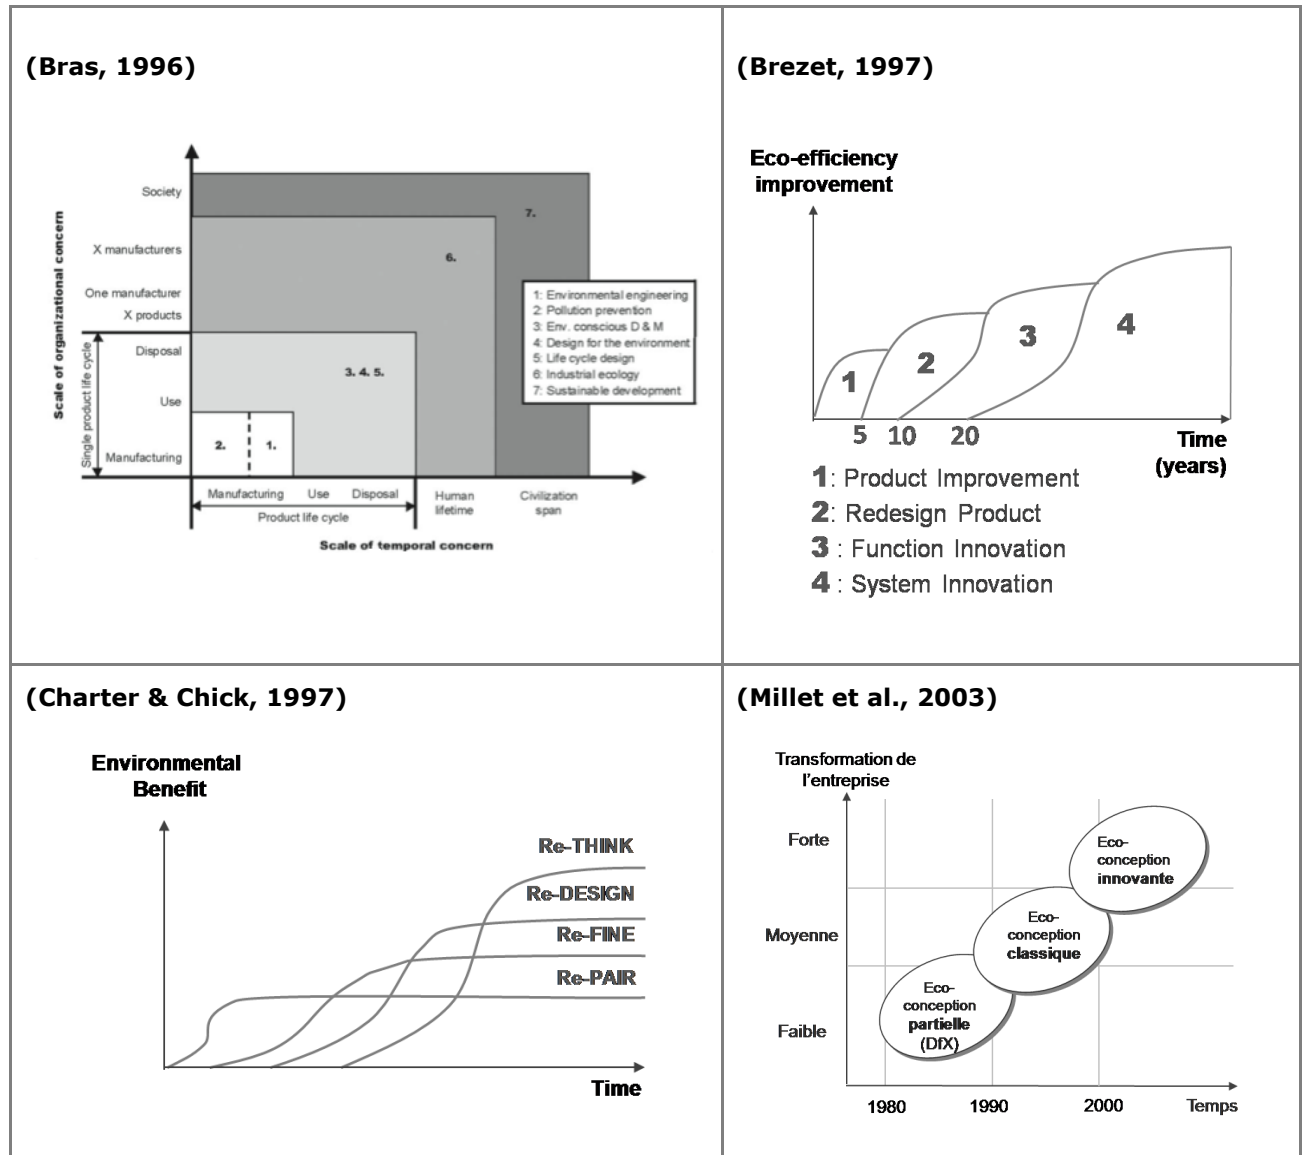 (Bras, 1996)
Scale of organizational concern
Society
X manufacturers
One manufacturer
X products
Single product life cycle
Disposal
Use
Manufacturing
7.
6.
3. 4. 5.
2.
1.
1: Environmental engineering
2: Pollution prevention
3: Env. conscious D & M
4: Design for the environment
5: Life cycle design
6: Industrial ecology
7: Sustainable development
Manufacturing
Use
Disposal
Human
lifetime
Civilization
span
Product life cycle
Scale of temporal concern
(Brezet, 1997)
Eco-efficiency
improvement
1
2
3
4
5
10
20
Time
(years)
1: Product Improvement
2: Redesign Product
3 : Function Innovation
4 : System Innovation
(Charter & Chick, 1997)
Environmental
Benefit
Re-THINK
Re-DESIGN
Re-FINE
Re-PAIR
Time
(Millet et al., 2003)
Transformation de
l'entreprise
Forte
Moyenne
Faible
Eco-
conception
innovante
Eco-
conception
classique
Eco-
conception
partielle
(DfX)
1980
1990
2000
Temps